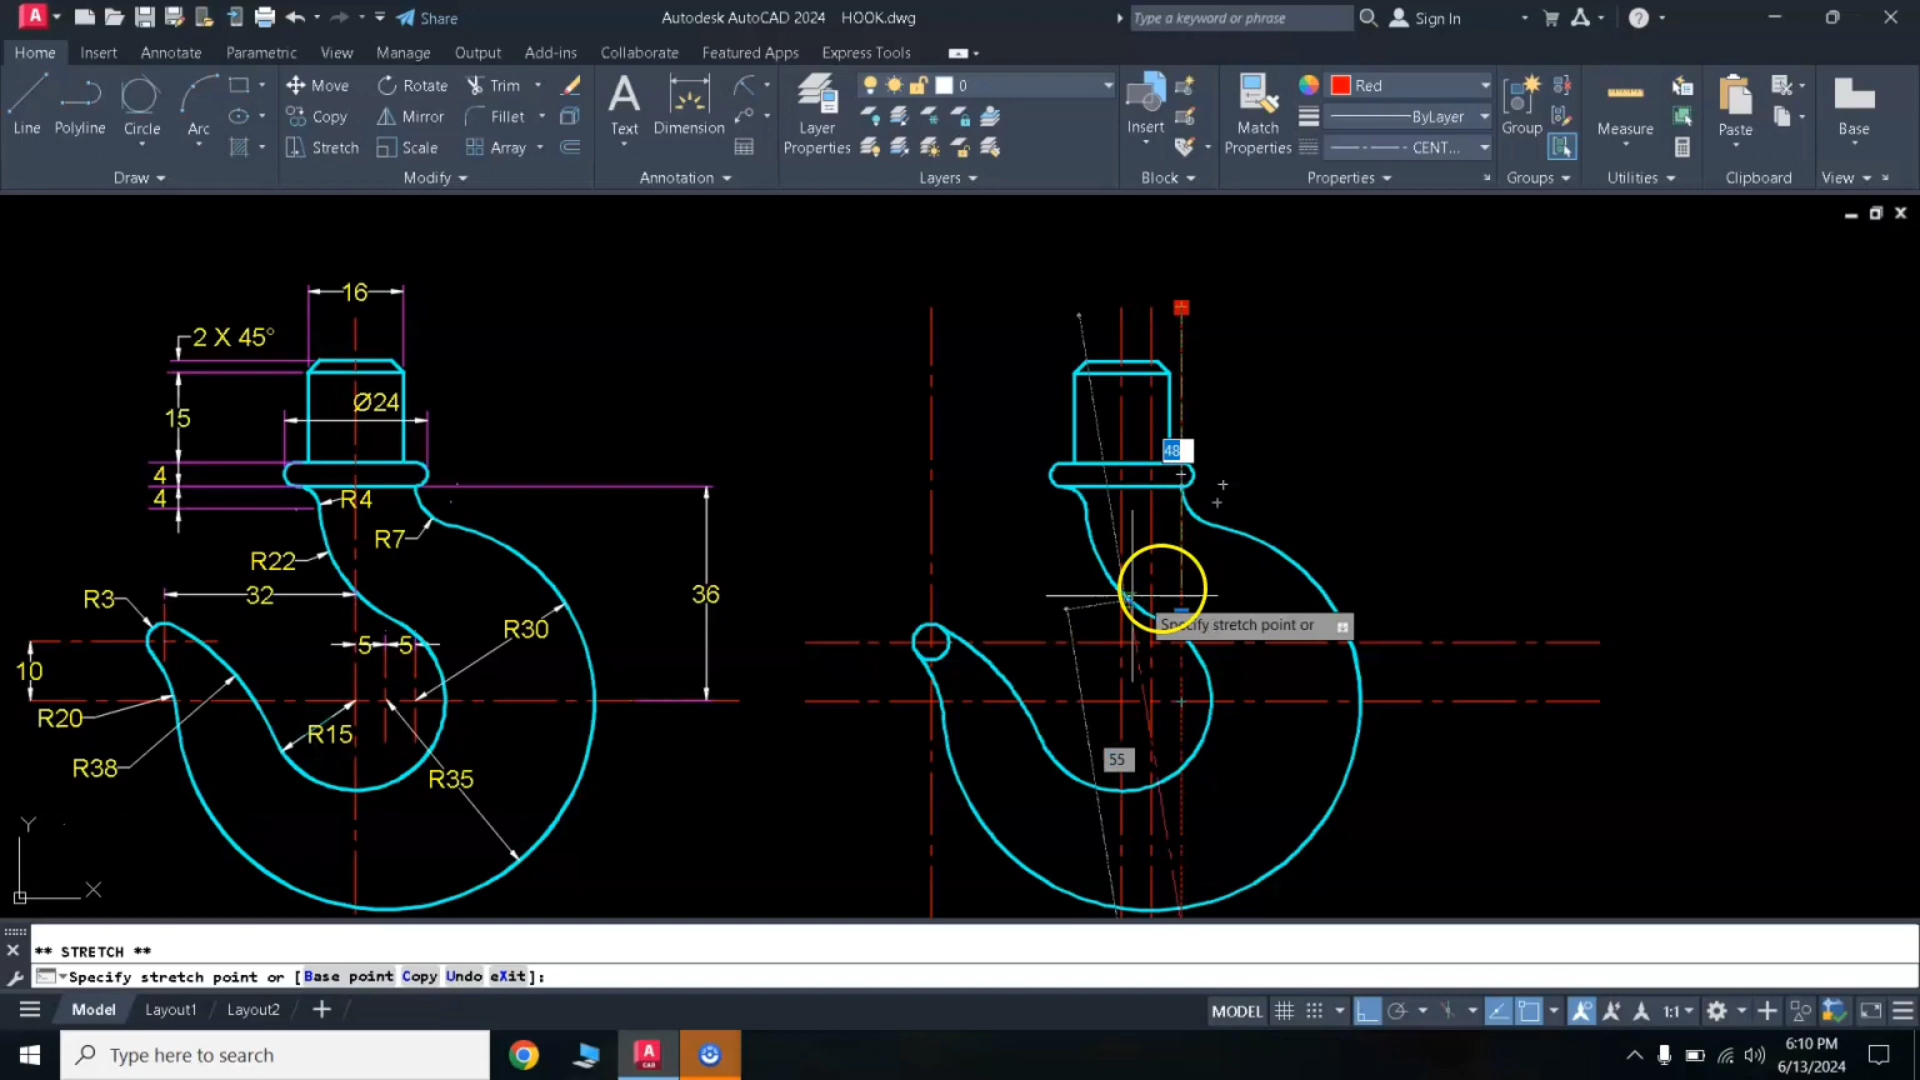 A Share Autodesk AutoCAD 2024 HOOK.dwg Type a keyword or phrase Sign In ?
Home Insert Annotate Parametric View Manage Output Add-ins Collaborate Featured Apps Express Tools
Line Polyline Circle Arc
Move Rotate Trim
Copy Mirror Fillet
Stretch Scale Array
Text Dimension
Layer Properties
0
Insert
Match Properties
Red
ByLayer
CENT...
Group Measure Paste Base
Draw Modify Annotation Layers Block Properties Groups Utilities Clipboard View
16
2 X 45°
15
Ø24
4
4
R4
R7
R22
R3
32
36
5
5
R30
10
R20
R15
R38
R35
Y
X
48
Specify stretch point or
55
** STRETCH **
Specify stretch point or [Base point Copy Undo eXit]:
Model Layout1 Layout2 + MODEL 1:1
Type here to search
A
CAD
6:10 PM
6/13/2024